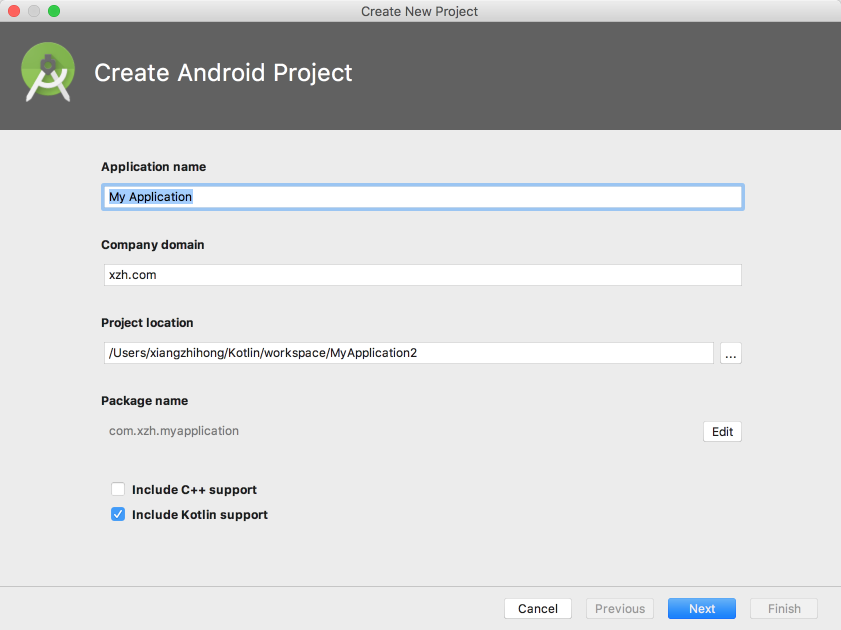 Create New Project
Create Android Project
Application name
My Application
Company domain
xzh.com
Project location
/Users/xiangzhihong/Kotlin/workspace/MyApplication2
...
Package name
com.xzh.myapplication
Edit
Include C++ support
Include Kotlin support
Cancel Previous Next Finish